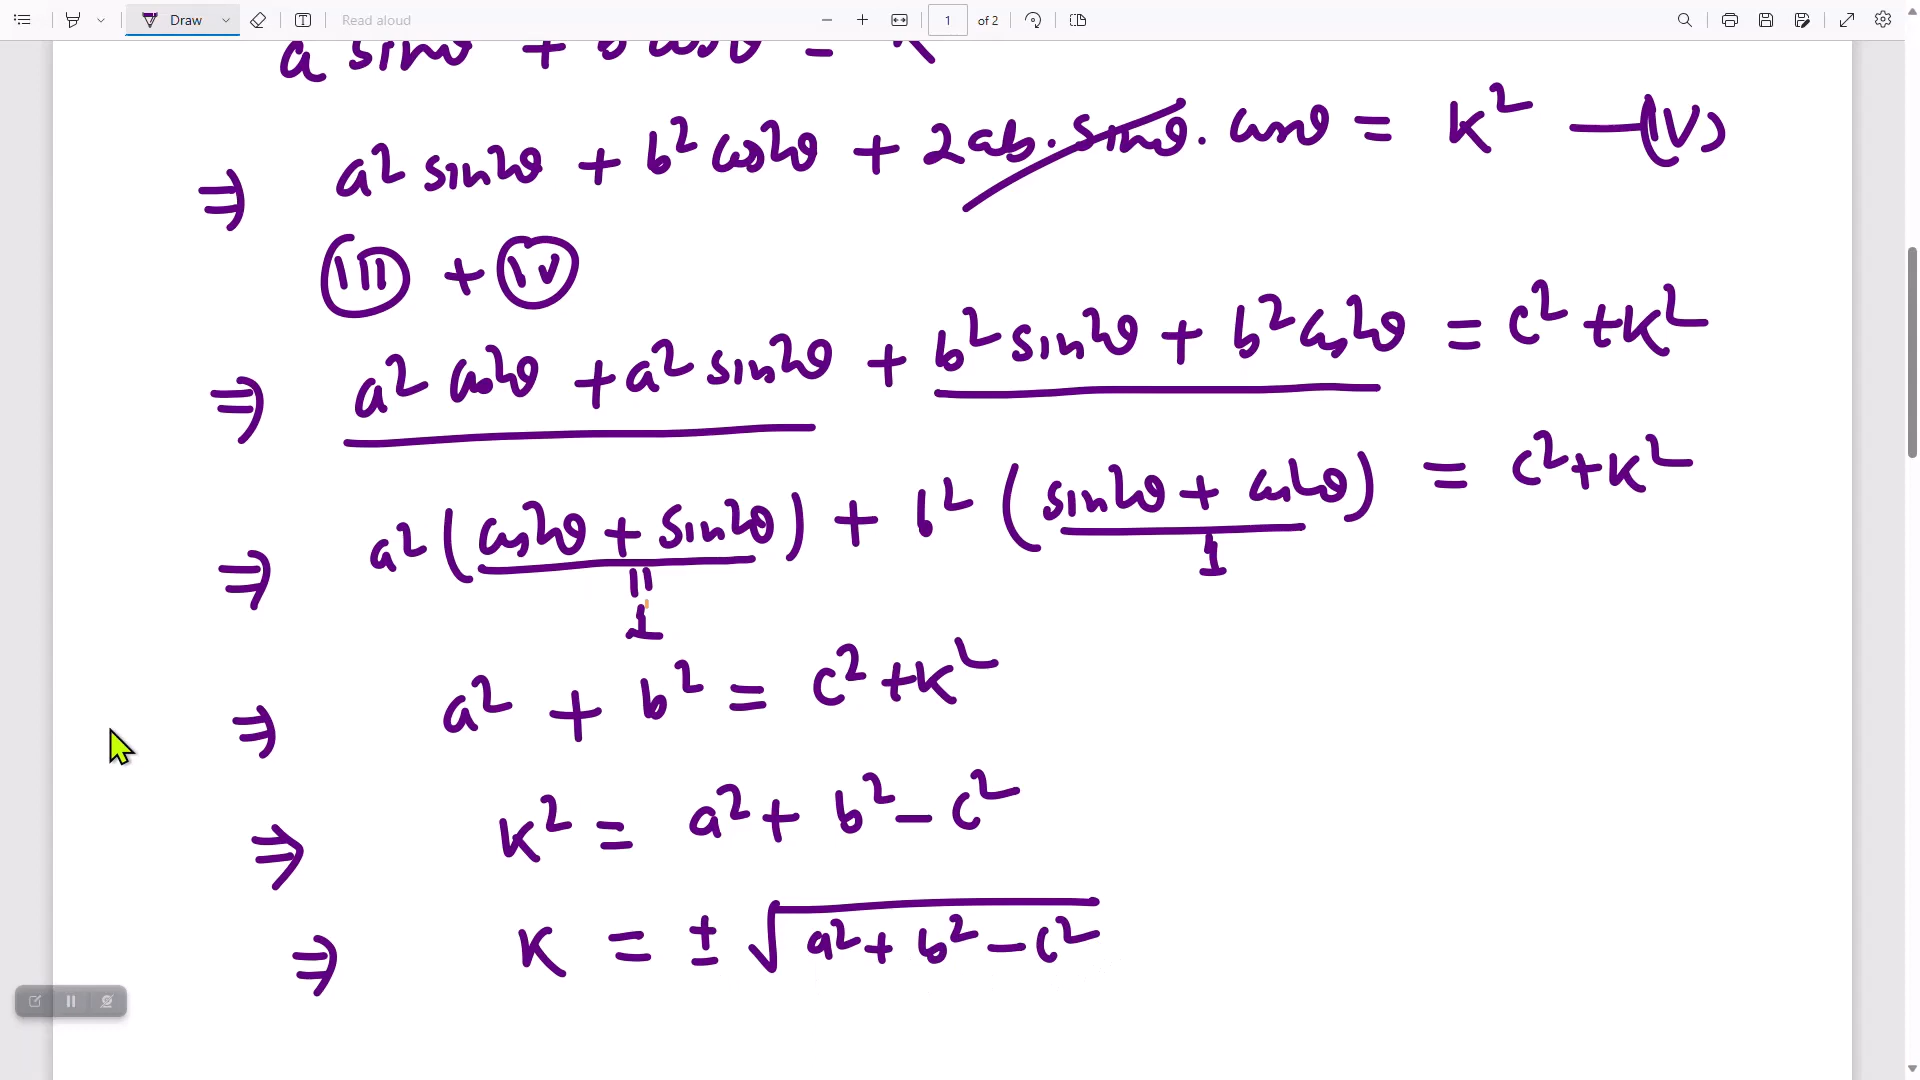 Draw Read aloud 1 of 2
a sinθ + b cosθ = K
⇒ a² sin²θ + b² cos²θ + 2ab. sinθ. cosθ = K² —(IV)
(III) + (IV)
⇒ a² cos²θ + a² sin²θ + b² sin²θ + b² cos²θ = c² + K²
⇒ a² (cos²θ + sin²θ) + b² (sin²θ + cos²θ) = c² + K²
1
||
1
⇒ a² + b² = c² + K²
⇒ K² = a² + b² - c²
⇒ K = ± √a² + b² - c²